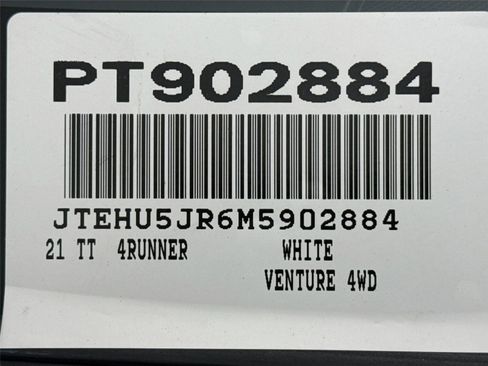 PT902884
JTEHU5JR6M5902884
21 TT 4RUNNER WHITE
VENTURE 4WD